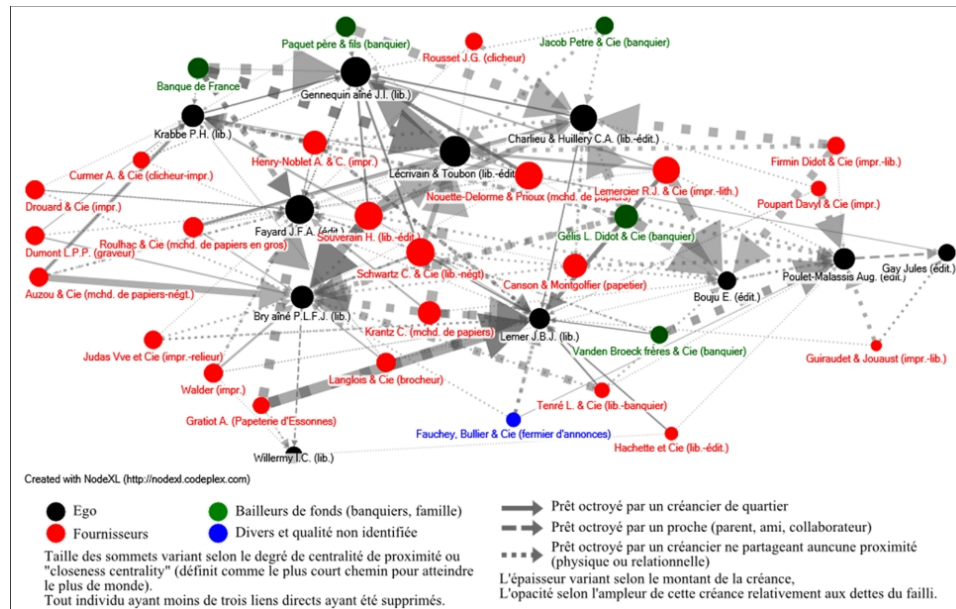 Paquet père & fils (banquier)
Jacob Petre & Cie (banquier)
Rousset J.G. (clicheur)
Banque de France
Gennequin aîné J.I. (lib.)
Krabbe P.H. (lib.)
Charlieu & Huillery C.A. (lib.-édit.)
Henry-Noblet A. & C. (impr.)
Firmin Didot & Cie (impr.-lib.)
Curmer A. & Cie (clicheur-impr.)
Lécrivain & Toubon (lib.-édit.)
Nouette-Delorme & Prioux (mchd. de papiers)
Lemercier R.J. & Cie (impr.-lith.)
Poupart Davyl & Cie (impr.)
Drouard & Cie (impr.)
Fayard J.F.A. (édit.)
Souverain H. (lib.-édit.)
Dumont L.P.P. (graveur)
Roulhac & Cie (mchd. de papiers en gros)
Gélis L. Didot & Cie (banquier)
Schwartz C. & Cie (lib.-négt)
Gay Jules (édit.)
Poulet-Malassis Aug. (édit.)
Canson & Montgolfier (papetier)
Auzou & Cie (mchd. de papiers-négt.)
Bouju E. (édit.)
Bry aîné P.L.F.J. (lib.)
Krantz C. (mchd. de papiers)
Lemer J.B.J. (lib.)
Judas Vve et Cie (impr.-relieur)
Vanden Broeck frères & Cie (banquier)
Guiraudet & Jouaust (impr.-lib.)
Walder (impr.)
Langlois & Cie (brocheur)
Tenré L. & Cie (lib.-banquier)
Gratiot A. (Papeterie d'Essonnes)
Fauchey, Bullier & Cie (fermier d'annonces)
Hachette et Cie (lib.-édit.)
Willermy I.C. (lib.)
Created with NodeXL (http://nodexl.codeplex.com)
Ego
Fournisseurs
Bailleurs de fonds (banquiers, famille)
Divers et qualité non identifiée
Taille des sommets variant selon le degré de centralité de proximité ou
"closeness centrality" (définit comme le plus court chemin pour atteindre
le plus de monde).
Tout individu ayant moins de trois liens directs ayant été supprimés.
Prêt octroyé par un créancier de quartier
Prêt octroyé par un proche (parent, ami, collaborateur)
Prêt octroyé par un créancier ne partageant aucune proximité
(physique ou relationnelle)
L'épaisseur variant selon le montant de la créance,
L'opacité selon l'ampleur de cette créance relativement aux dettes du failli.